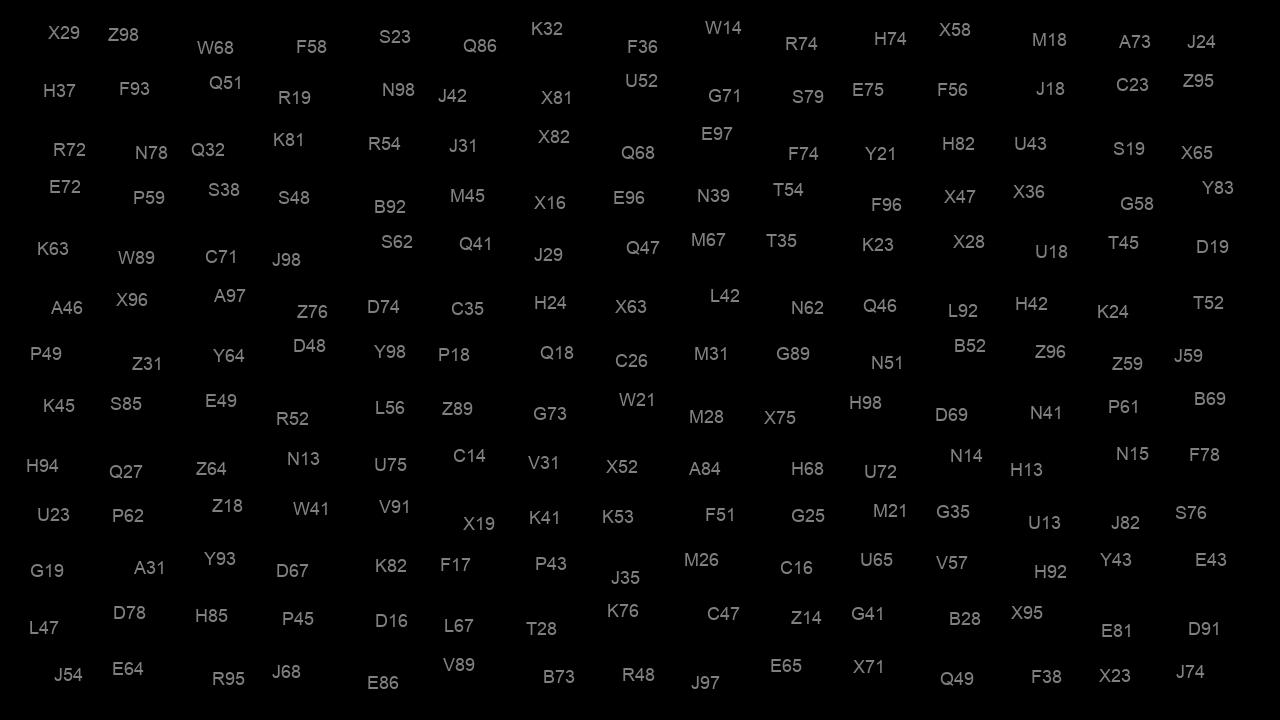 X29 Z98 W68 F58 S23 Q86 K32 F36 W14 R74 H74 X58 M18 A73 J24
H37 F93 Q51 R19 N98 J42 X81 U52 G71 S79 E75 F56 J18 C23 Z95
R72 N78 Q32 K81 R54 J31 X82 Q68 E97 F74 Y21 H82 U43 S19 X65
E72 P59 S38 S48 B92 M45 X16 E96 N39 T54 F96 X47 X36 G58 Y83
K63 W89 C71 J98 S62 Q41 J29 Q47 M67 T35 K23 X28 U18 T45 D19
A46 X96 A97 Z76 D74 C35 H24 X63 L42 N62 Q46 L92 H42 K24 T52
P49 Z31 Y64 D48 Y98 P18 Q18 C26 M31 G89 N51 B52 Z96 Z59 J59
K45 S85 E49 R52 L56 Z89 G73 W21 M28 X75 H98 D69 N41 P61 B69
H94 Q27 Z64 N13 U75 C14 V31 X52 A84 H68 U72 N14 H13 N15 F78
U23 P62 Z18 W41 V91 X19 K41 K53 F51 G25 M21 G35 U13 J82 S76
G19 A31 Y93 D67 K82 F17 P43 J35 M26 C16 U65 V57 H92 Y43 E43
L47 D78 H85 P45 D16 L67 T28 K76 C47 Z14 G41 B28 X95 E81 D91
J54 E64 R95 J68 E86 V89 B73 R48 J97 E65 X71 Q49 F38 X23 J74